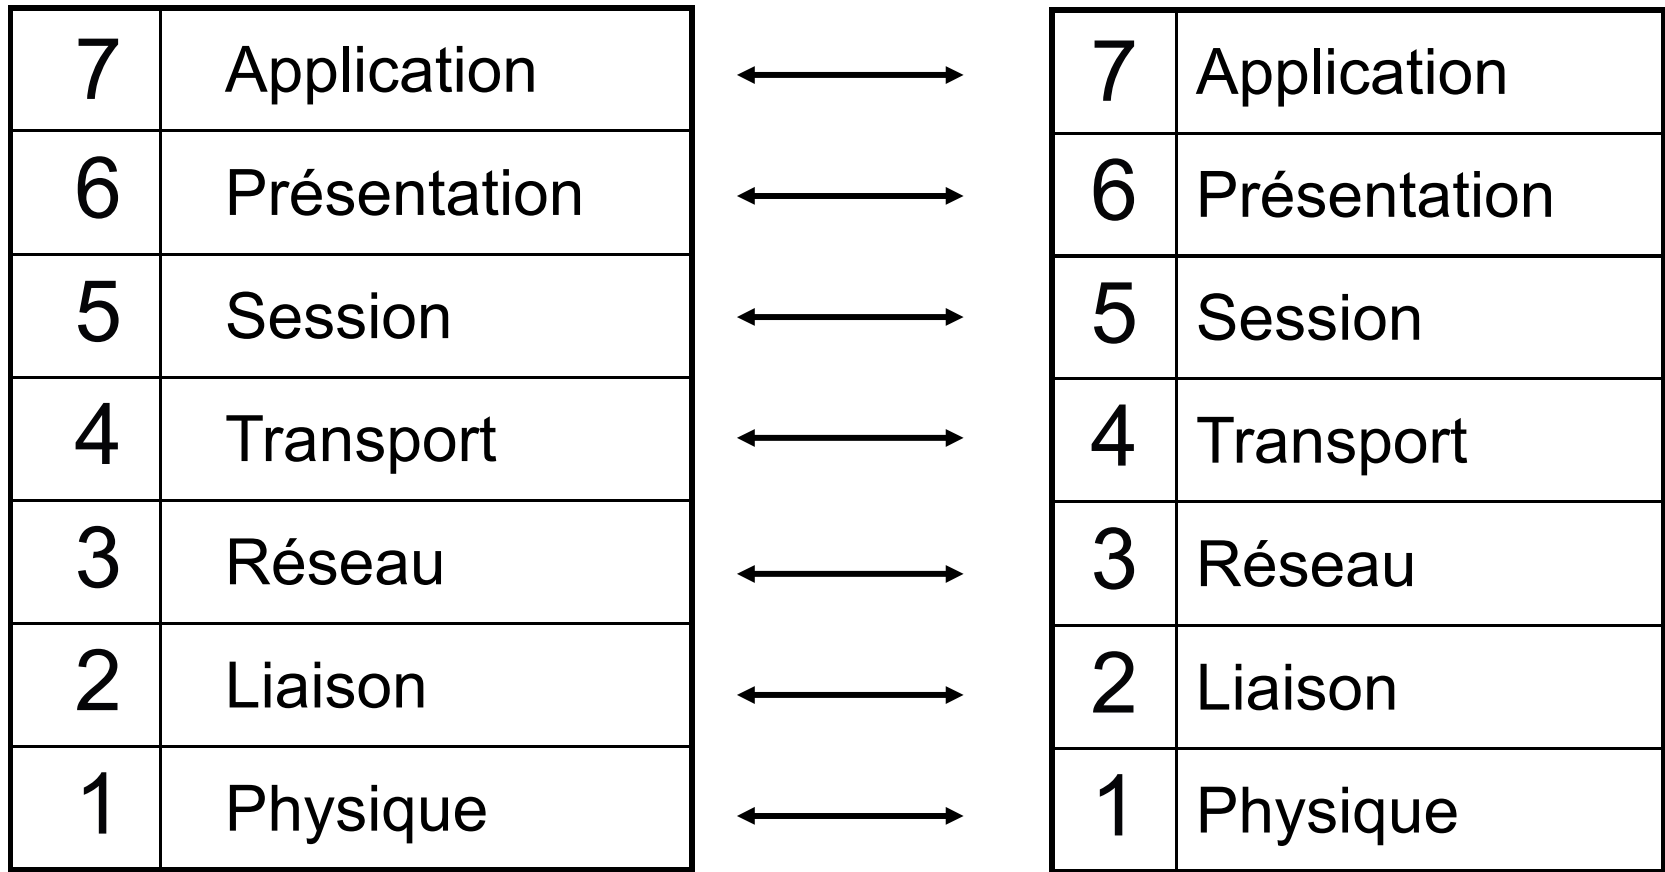 7 Application 7 Application
6 Présentation 6 Présentation
5 Session 5 Session
4 Transport 4 Transport
3 Réseau 3 Réseau
2 Liaison 2 Liaison
1 Physique 1 Physique